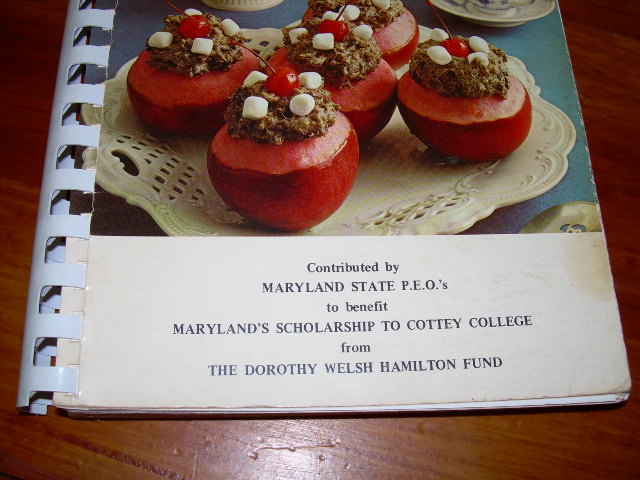 Contributed by
MARYLAND STATE P.E.O.'s
to benefit
MARYLAND'S SCHOLARSHIP TO COTTEY COLLEGE
from
THE DOROTHY WELSH HAMILTON FUND